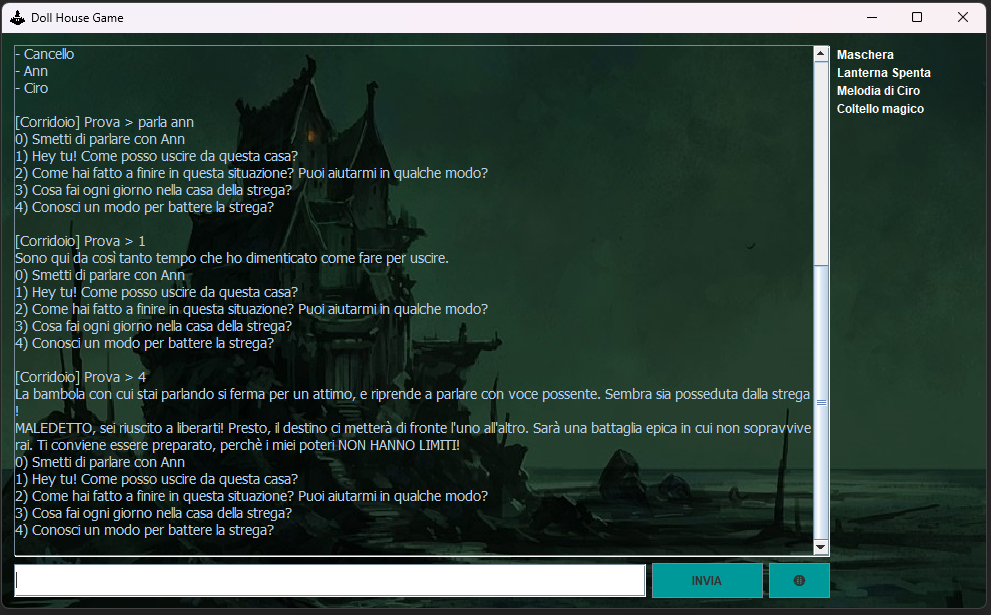 Doll House Game
- Cancello
- Ann
- Ciro
[Corridoio] Prova > parla ann
0) Smetti di parlare con Ann
1) Hey tu! Come posso uscire da questa casa?
2) Come hai fatto a finire in questa situazione? Puoi aiutarmi in qualche modo?
3) Cosa fai ogni giorno nella casa della strega?
4) Conosci un modo per battere la strega?
[Corridoio] Prova > 1
Sono qui da così tanto tempo che ho dimenticato come fare per uscire.
0) Smetti di parlare con Ann
1) Hey tu! Come posso uscire da questa casa?
2) Come hai fatto a finire in questa situazione? Puoi aiutarmi in qualche modo?
3) Cosa fai ogni giorno nella casa della strega?
4) Conosci un modo per battere la strega?
[Corridoio] Prova > 4
La bambola con cui stai parlando si ferma per un attimo, e riprende a parlare con voce possente. Sembra sia posseduta dalla strega
!
MALEDETTO, sei riuscito a liberarti! Presto, il destino ci metterà di fronte l'uno all'altro. Sarà una battaglia epica in cui non sopravvive
rai. Ti conviene essere preparato, perchè i miei poteri NON HANNO LIMITI!
0) Smetti di parlare con Ann
1) Hey tu! Come posso uscire da questa casa?
2) Come hai fatto a finire in questa situazione? Puoi aiutarmi in qualche modo?
3) Cosa fai ogni giorno nella casa della strega?
4) Conosci un modo per battere la strega?
Maschera
Lanterna Spenta
Melodia di Ciro
Coltello magico
INVIA